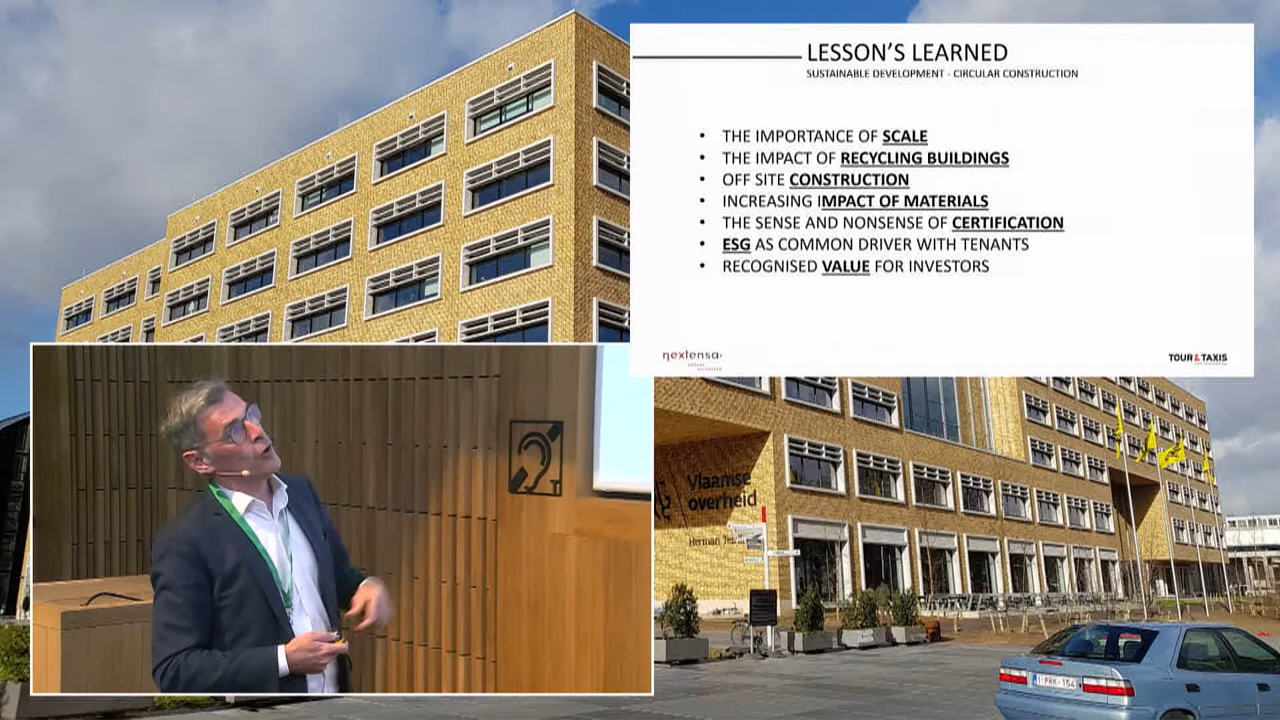 LESSON'S LEARNED
SUSTAINABLE DEVELOPMENT - CIRCULAR CONSTRUCTION
• THE IMPORTANCE OF SCALE
• THE IMPACT OF RECYCLING BUILDINGS
• OFF SITE CONSTRUCTION
• INCREASING IMPACT OF MATERIALS
• THE SENSE AND NONSENSE OF CERTIFICATION
• ESG AS COMMON DRIVER WITH TENANTS
• RECOGNISED VALUE FOR INVESTORS
nextensa.
TOUR & TAXIS
T
Vlaamse
overheid
Herman
1-PRK-154